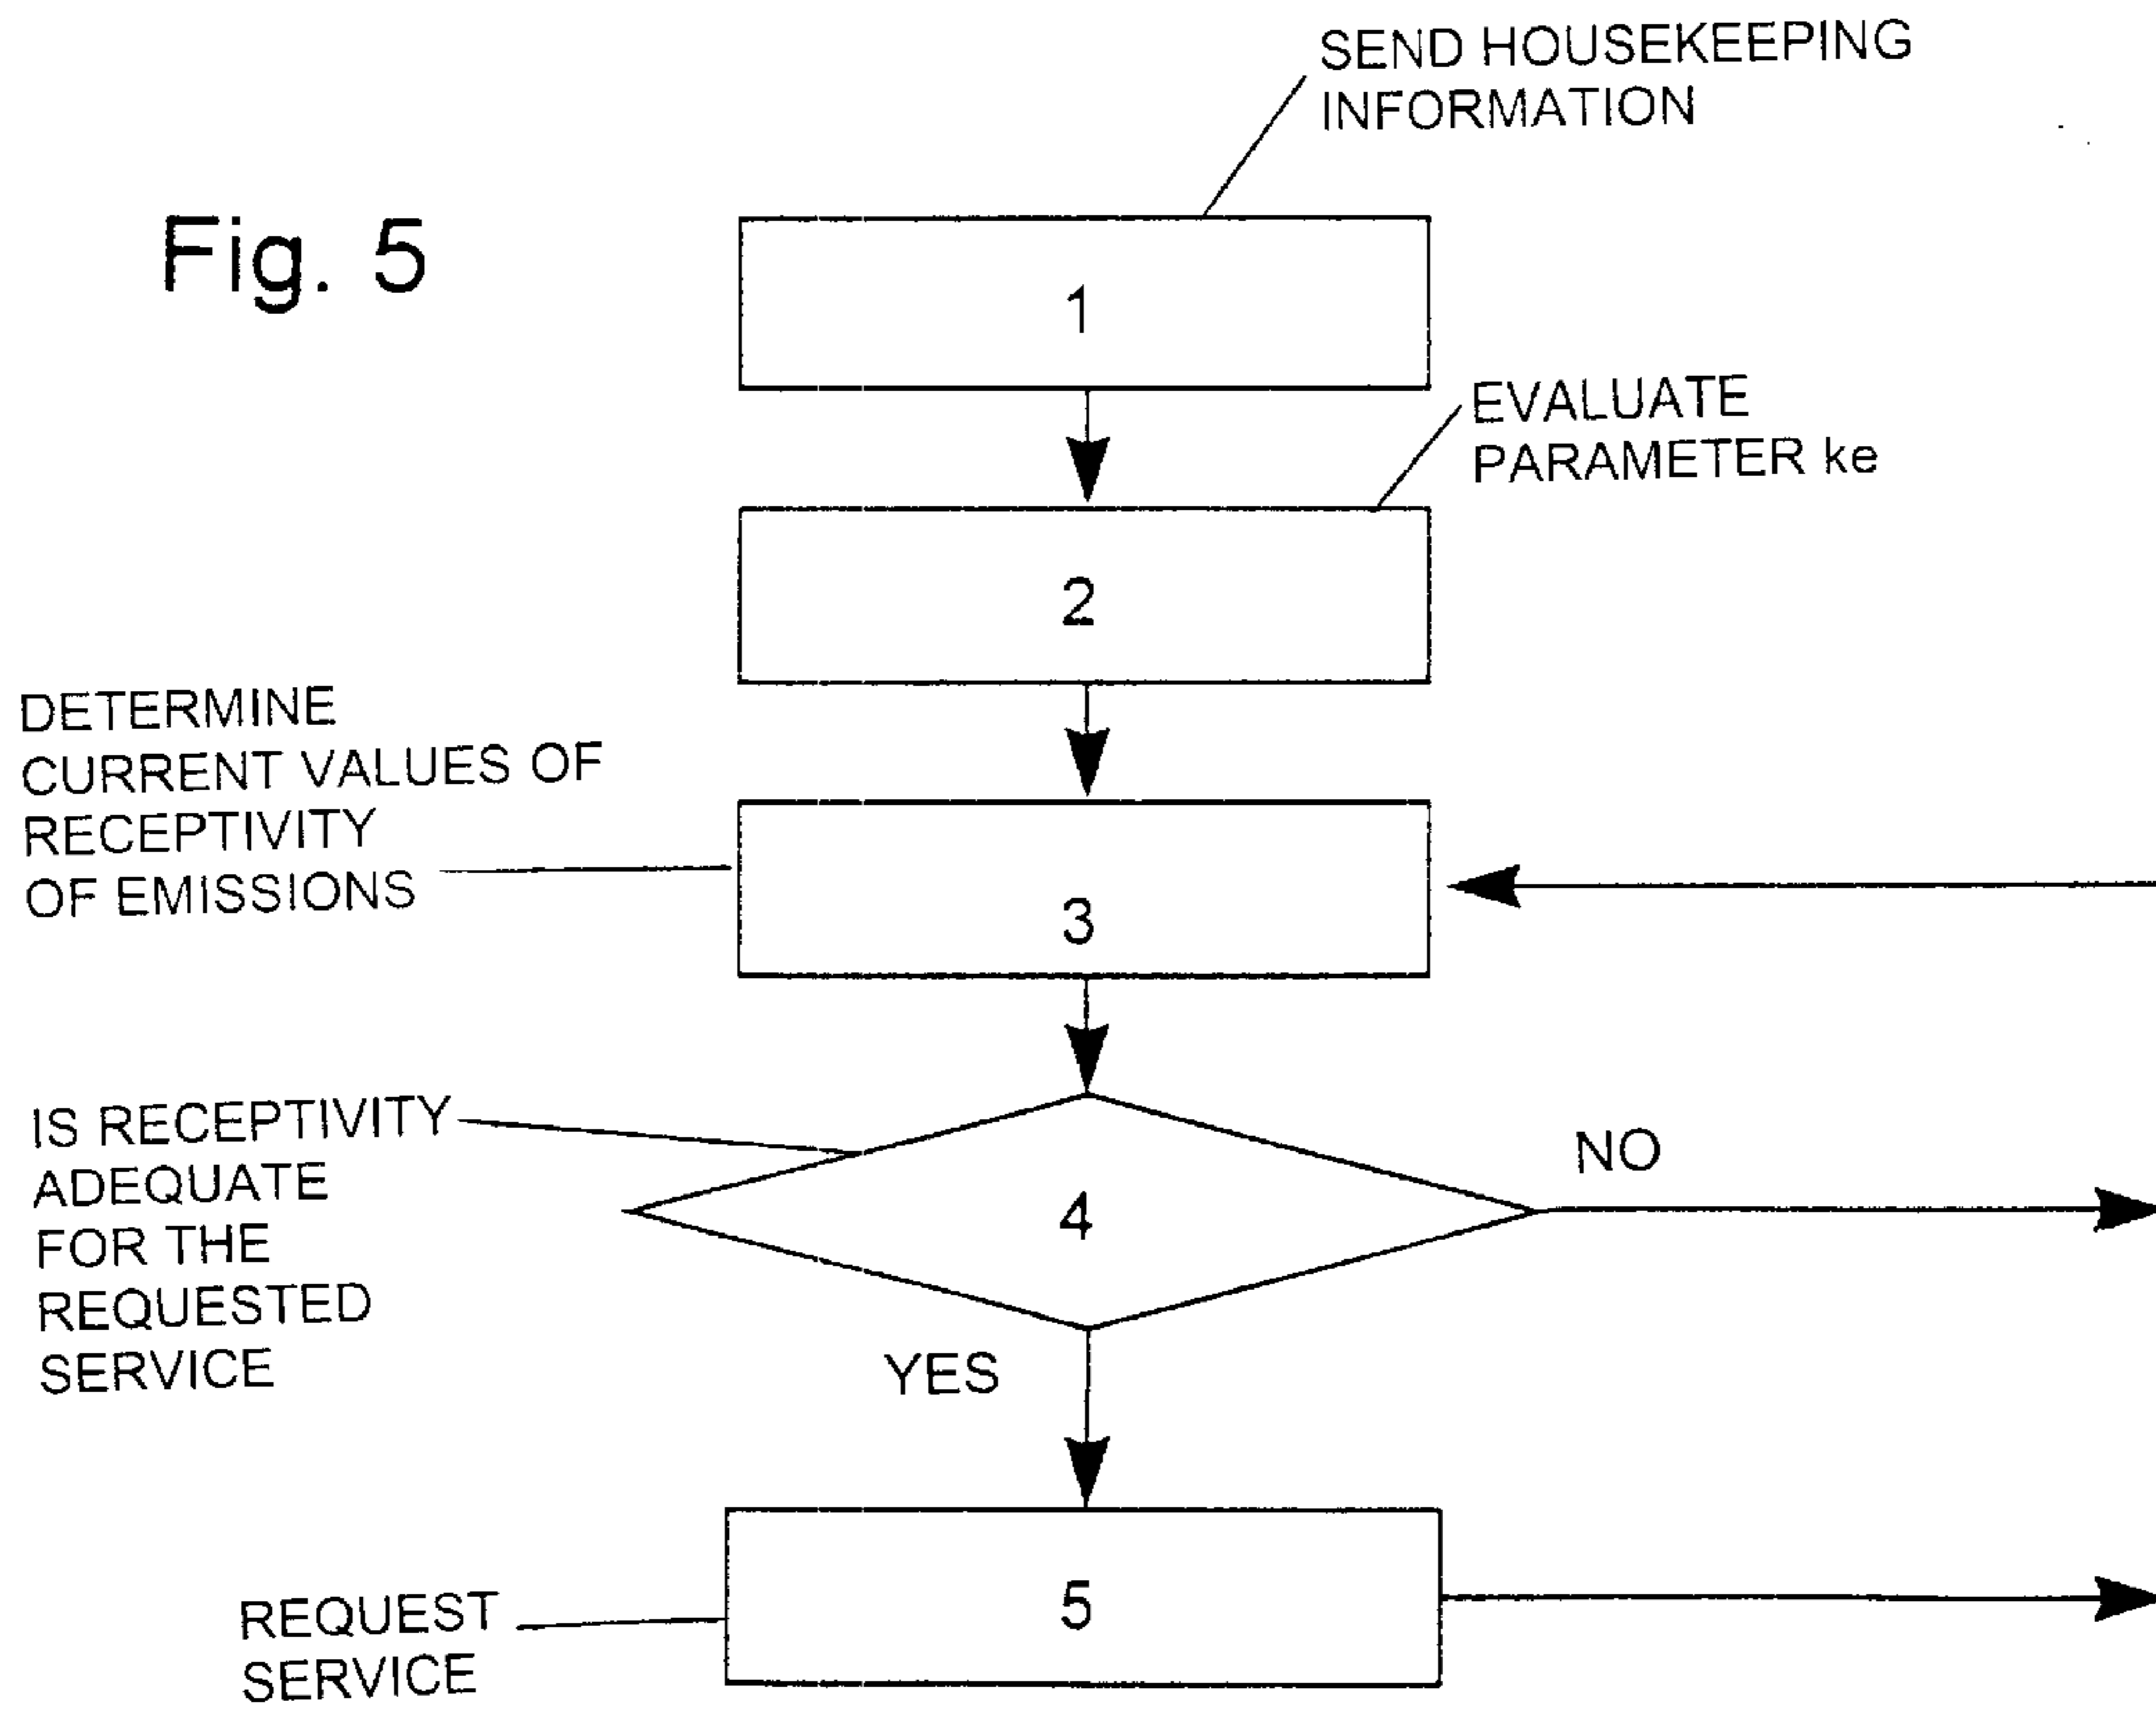 SEND HOUSEKEEPING
INFORMATION
Fig. 5
1
EVALUATE
PARAMETER ke
2
DETERMINE
CURRENT VALUES OF
RECEPTIVITY
OF EMISSIONS
3
IS RECEPTIVITY
ADEQUATE
FOR THE
REQUESTED
SERVICE
4
NO
YES
5
REQUEST
SERVICE